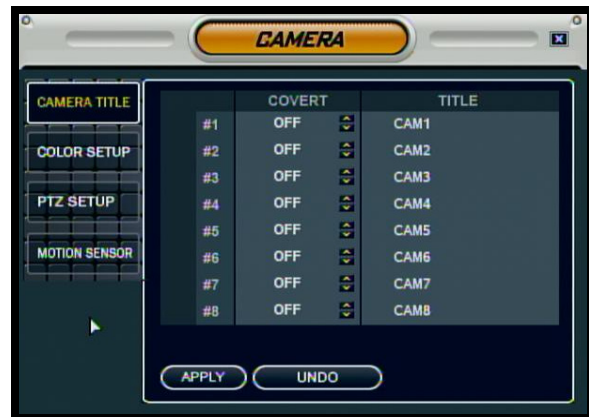 CAMERA
CAMERA TITLE
COLOR SETUP
PTZ SETUP
MOTION SENSOR
COVERT TITLE
#1 OFF CAM1
#2 OFF CAM2
#3 OFF CAM3
#4 OFF CAM4
#5 OFF CAM5
#6 OFF CAM6
#7 OFF CAM7
#8 OFF CAM8
APPLY UNDO